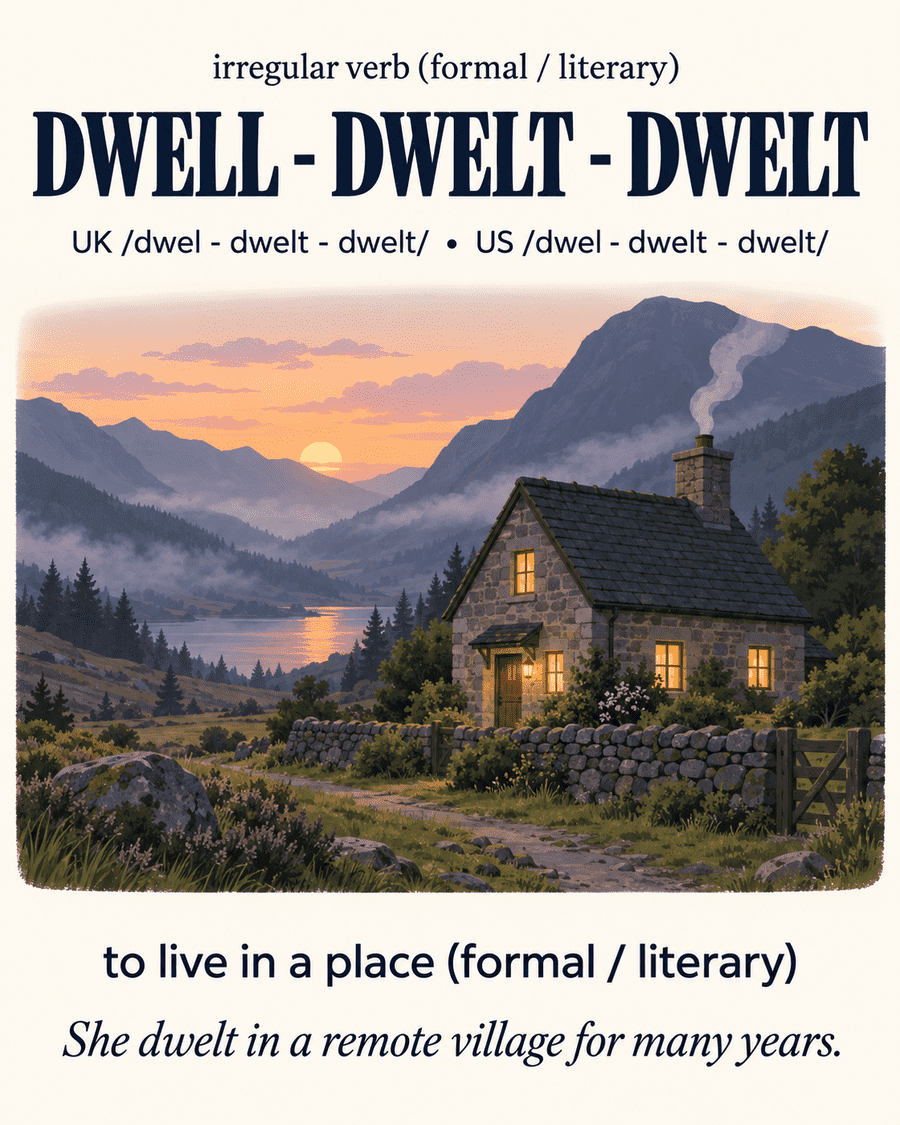 irregular verb (formal / literary)
DWELL - DWELT - DWELT
UK /dwel - dwelt - dwelt/ • US /dwel - dwelt - dwelt/
to live in a place (formal / literary)
She dwelt in a remote village for many years.